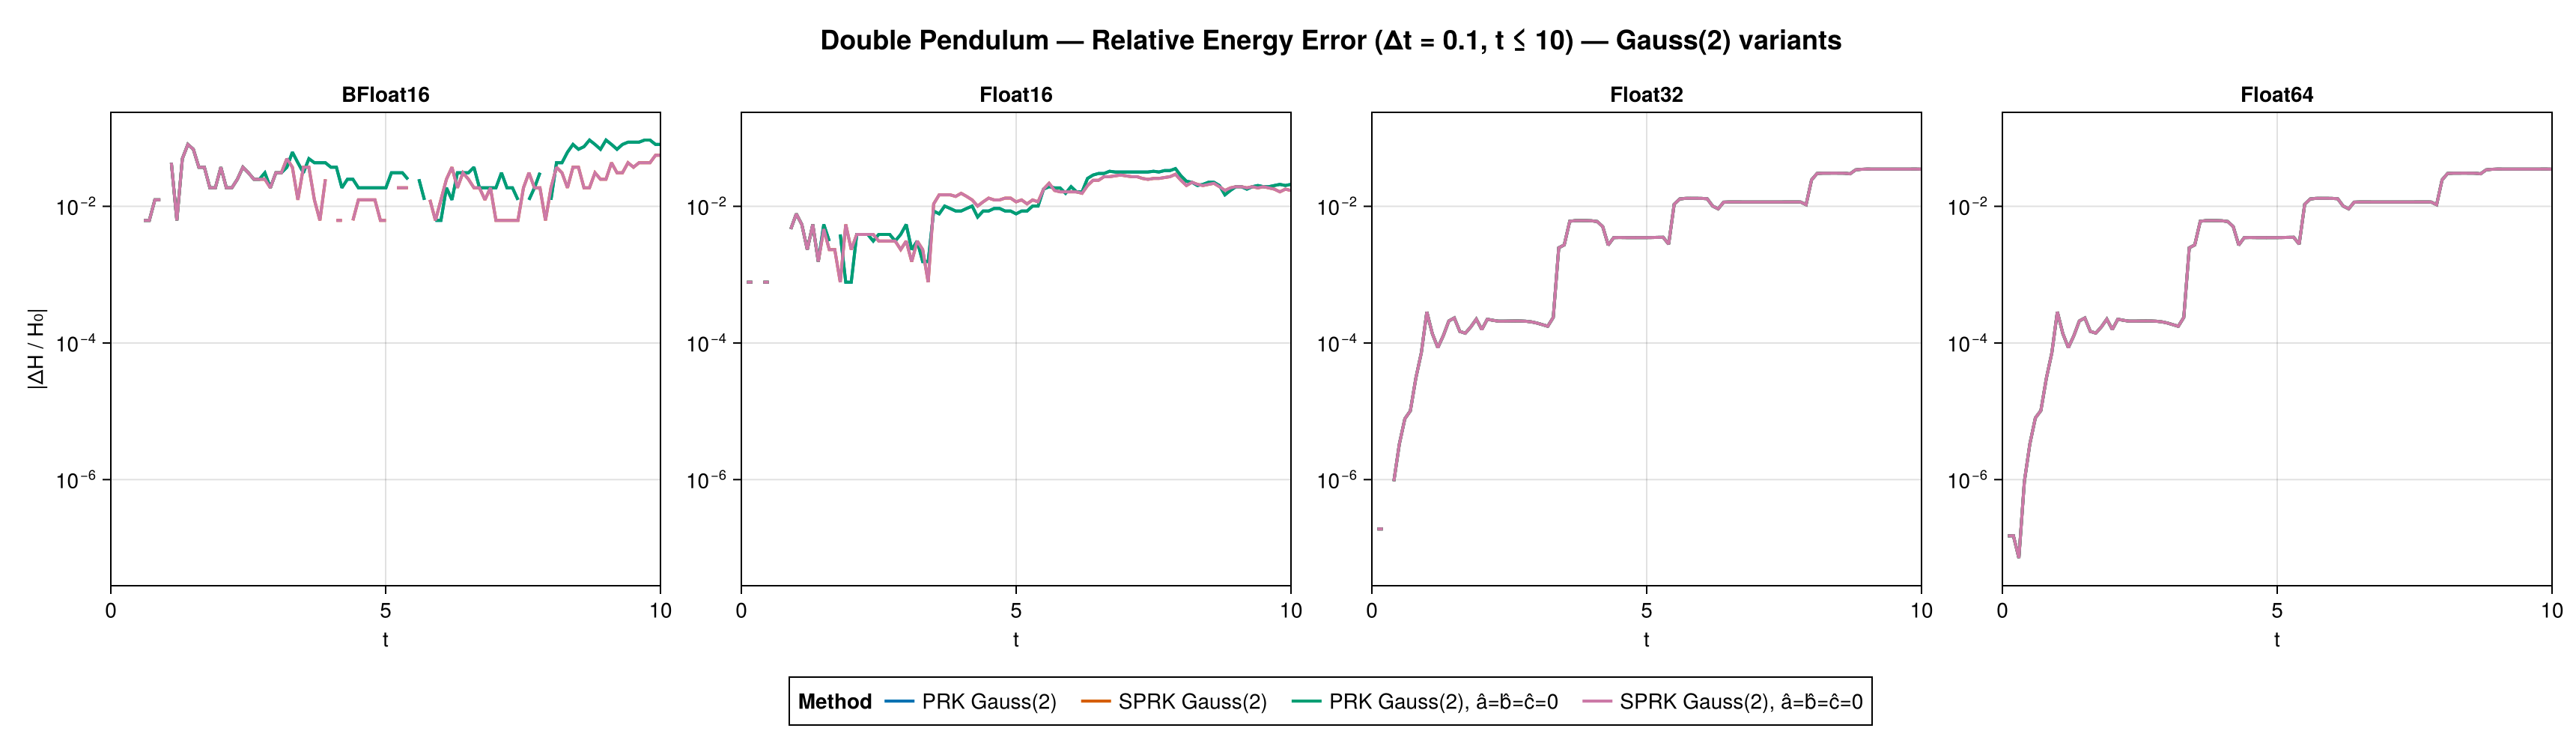 Double Pendulum — Relative Energy Error (Δt = 0.1, t ≤ 10) — Gauss(2) variants
BFloat16
Float16
Float32
Float64
|ΔH / H₀|
10⁻²
10⁻⁴
10⁻⁶
0
5
10
t
10⁻²
10⁻⁴
10⁻⁶
0
5
10
t
10⁻²
10⁻⁴
10⁻⁶
0
5
10
t
10⁻²
10⁻⁴
10⁻⁶
0
5
10
t
Method PRK Gauss(2) SPRK Gauss(2) PRK Gauss(2), â=b̂=ĉ=0 SPRK Gauss(2), â=b̂=ĉ=0